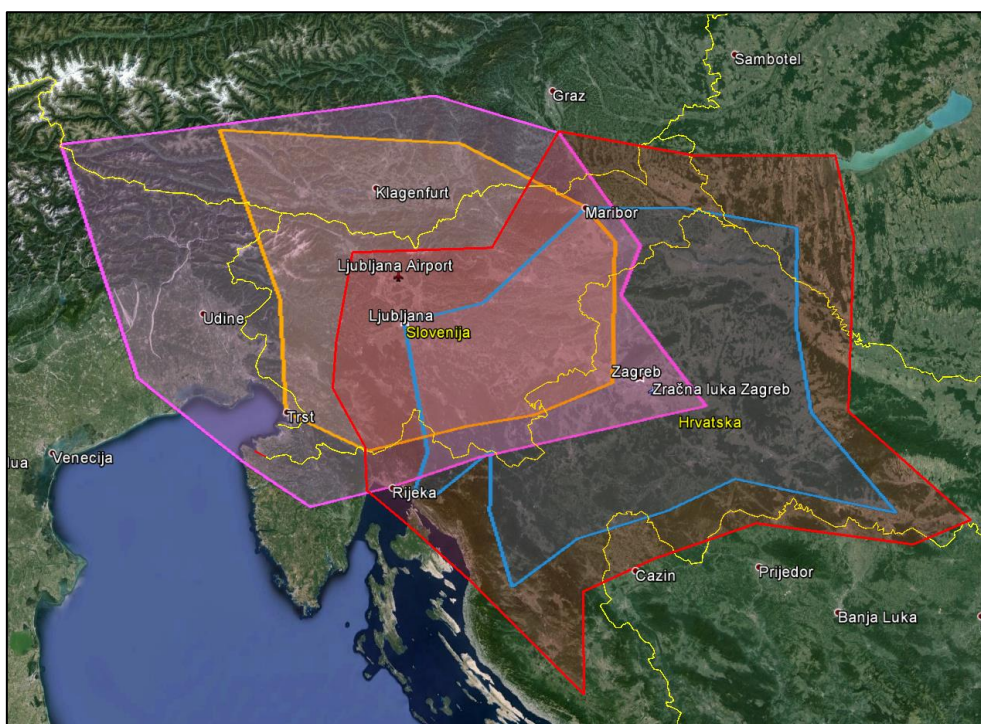 Sambotel
Graz
Klagenfurt
Maribor
Ljubljana Airport
Udine
Ljubljana
Slovenija
Zagreb
Zračna luka Zagreb
Trst
Hrvatska
lua
Venecija
Rijeka
Cazin
Prijedor
Banja Luka